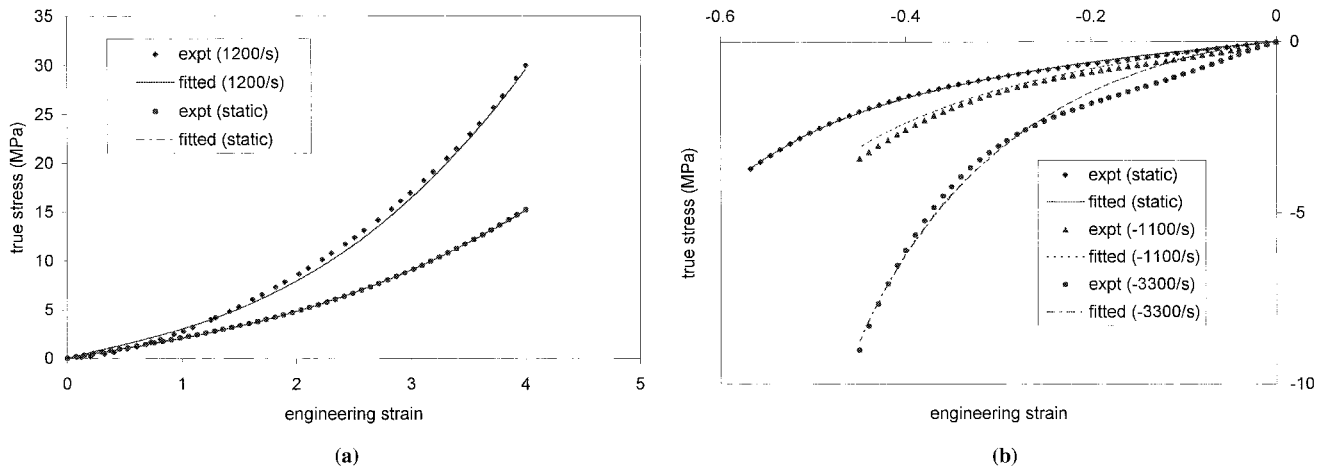 35
30
25
20
15
10
5
0
true stress (MPa)
expt (1200/s)
fitted (1200/s)
expt (static)
fitted (static)
0 1 2 3 4 5
engineering strain
(a)
-0.6 -0.4 -0.2 0
0
-5
-10
true stress (MPa)
expt (static)
fitted (static)
expt (-1100/s)
fitted (-1100/s)
expt (-3300/s)
fitted (-3300/s)
engineering strain
(b)